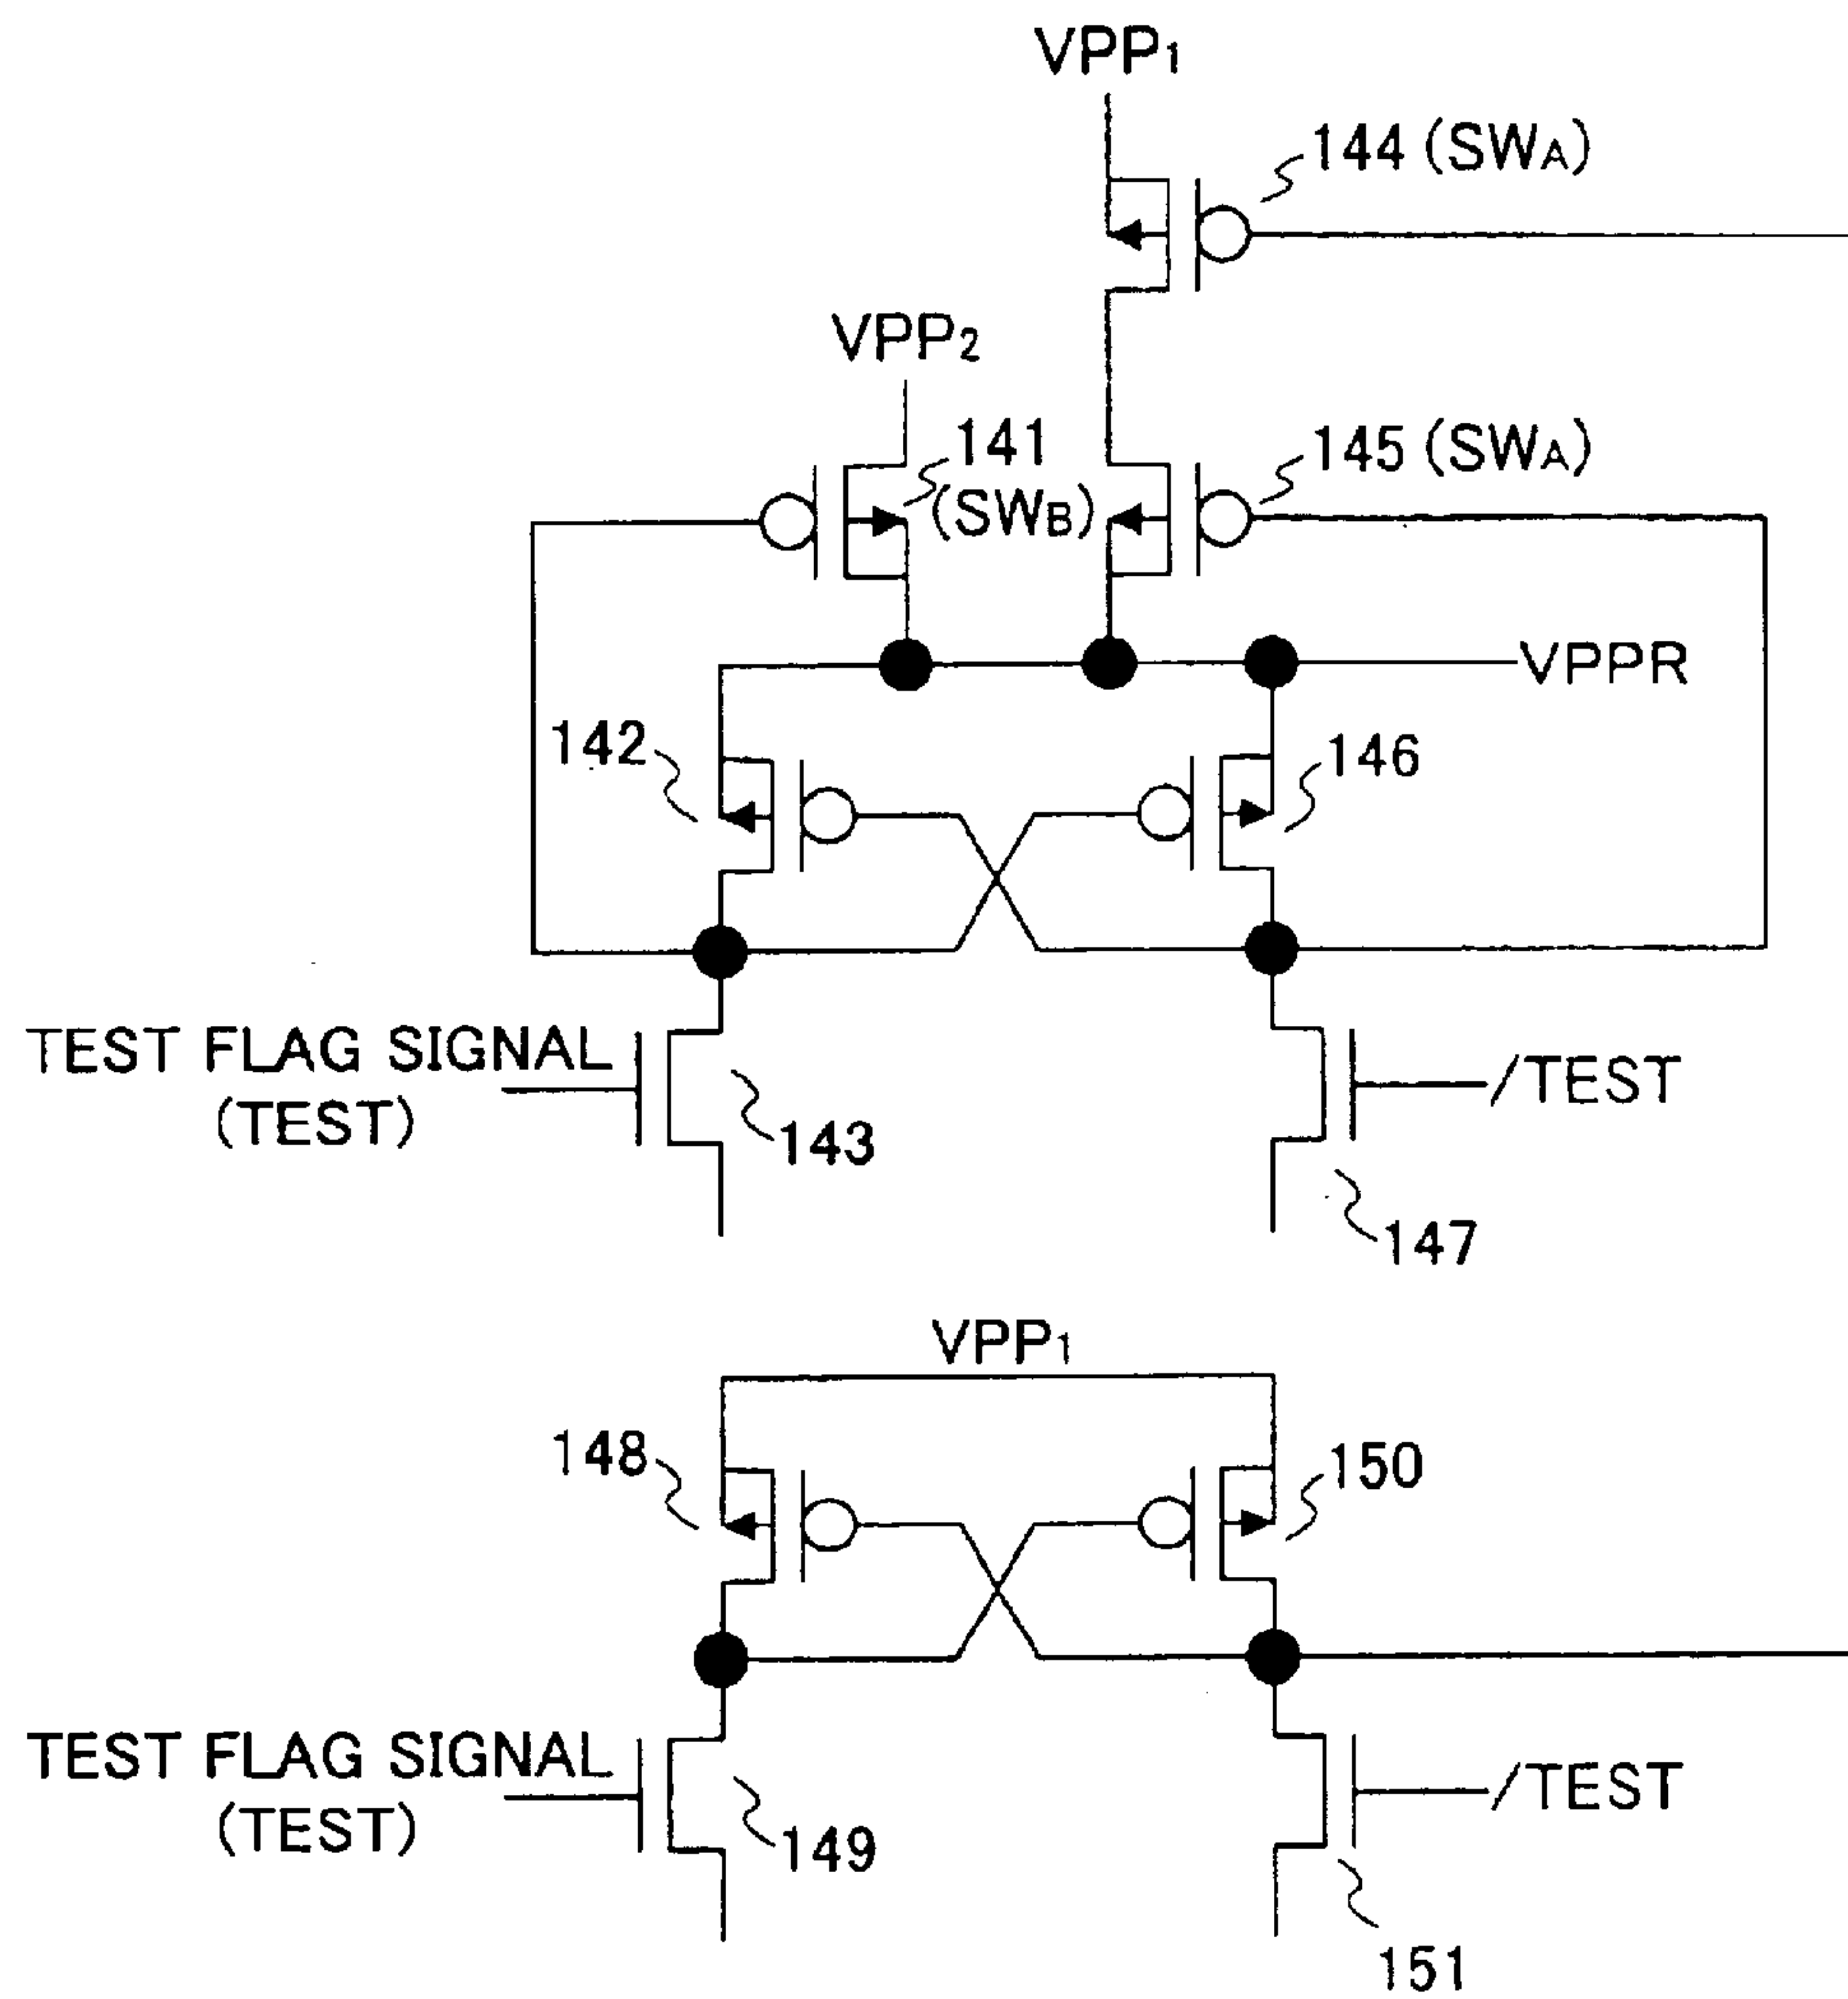 VPP1
144 (SWA)
VPP2
141
(SWB)
145 (SWA)
VPPR
142
146
TEST FLAG SIGNAL
(TEST)
/TEST
143
147
VPP1
148
150
TEST FLAG SIGNAL
(TEST)
/TEST
149
151